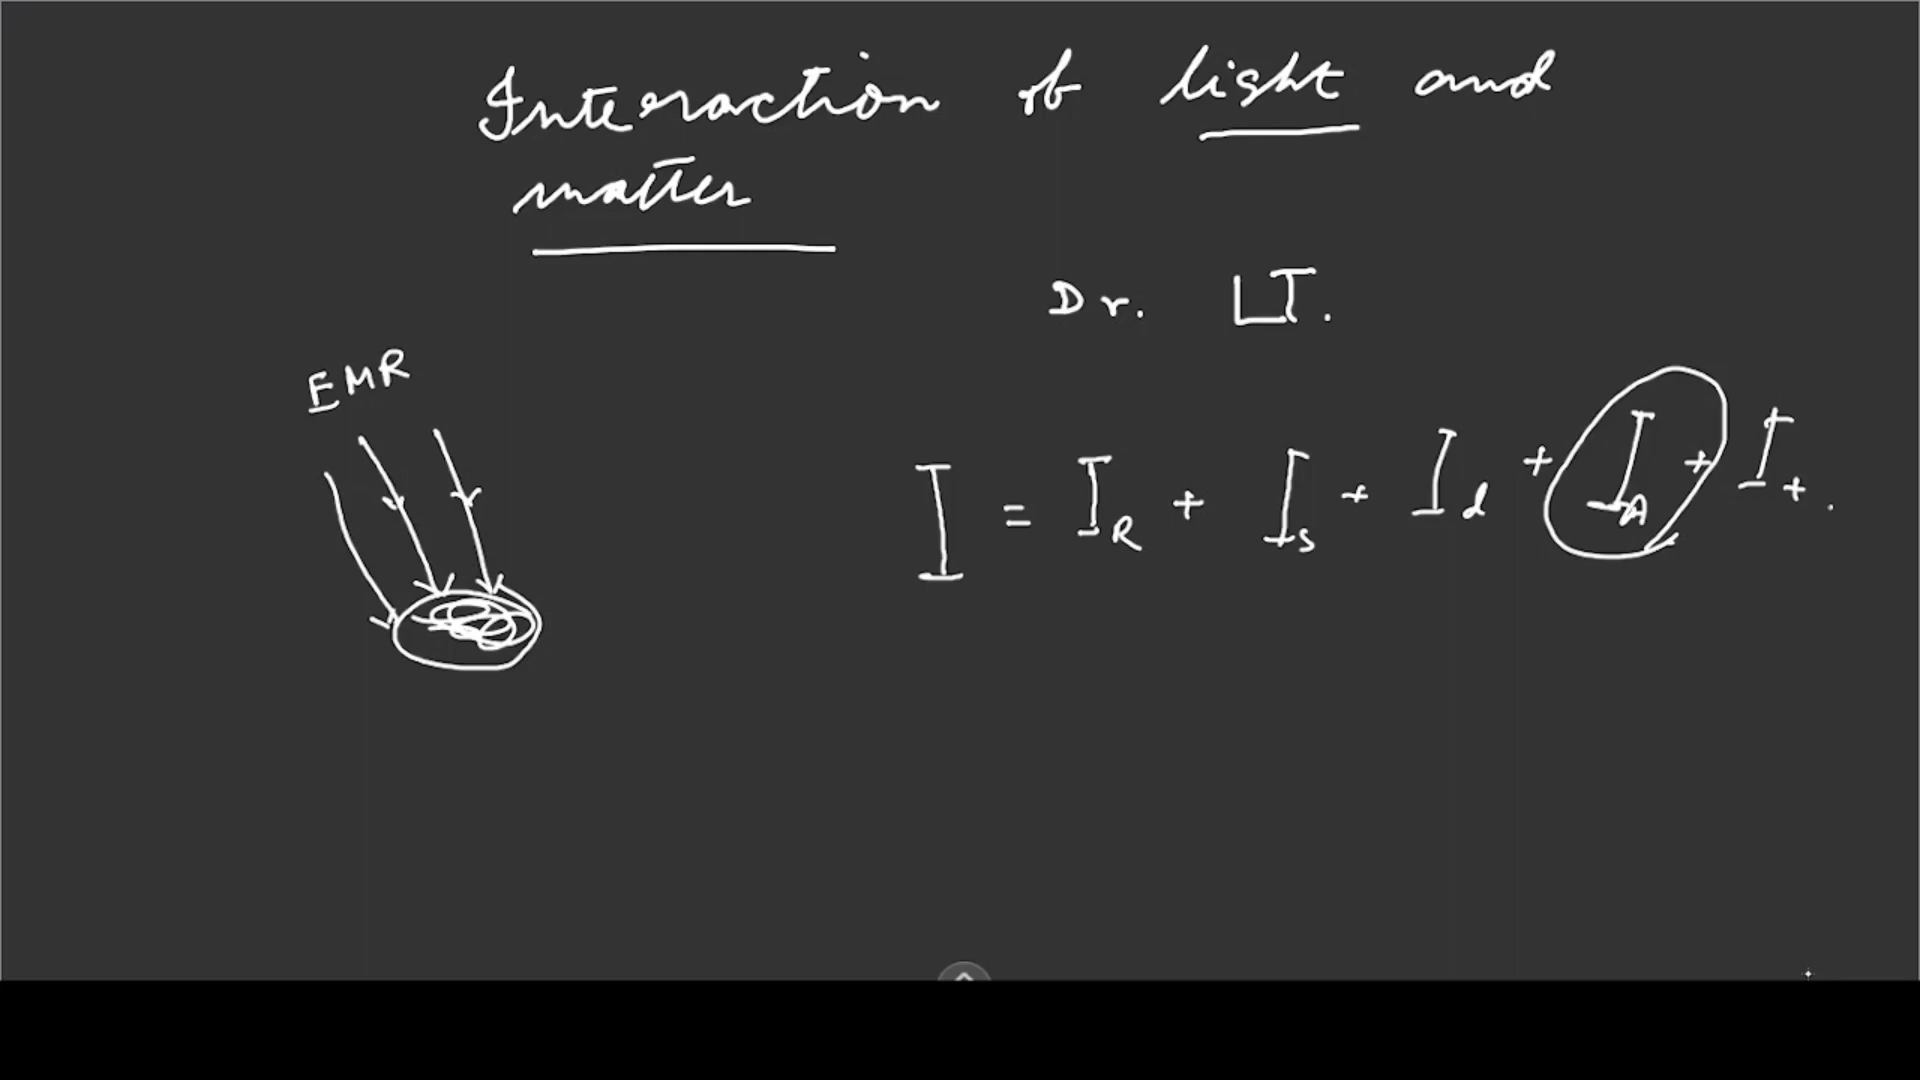 Interaction of light and
matter
Dr. LT.
EMR
I = I_R + I_s + I_d + I_A + I_t.